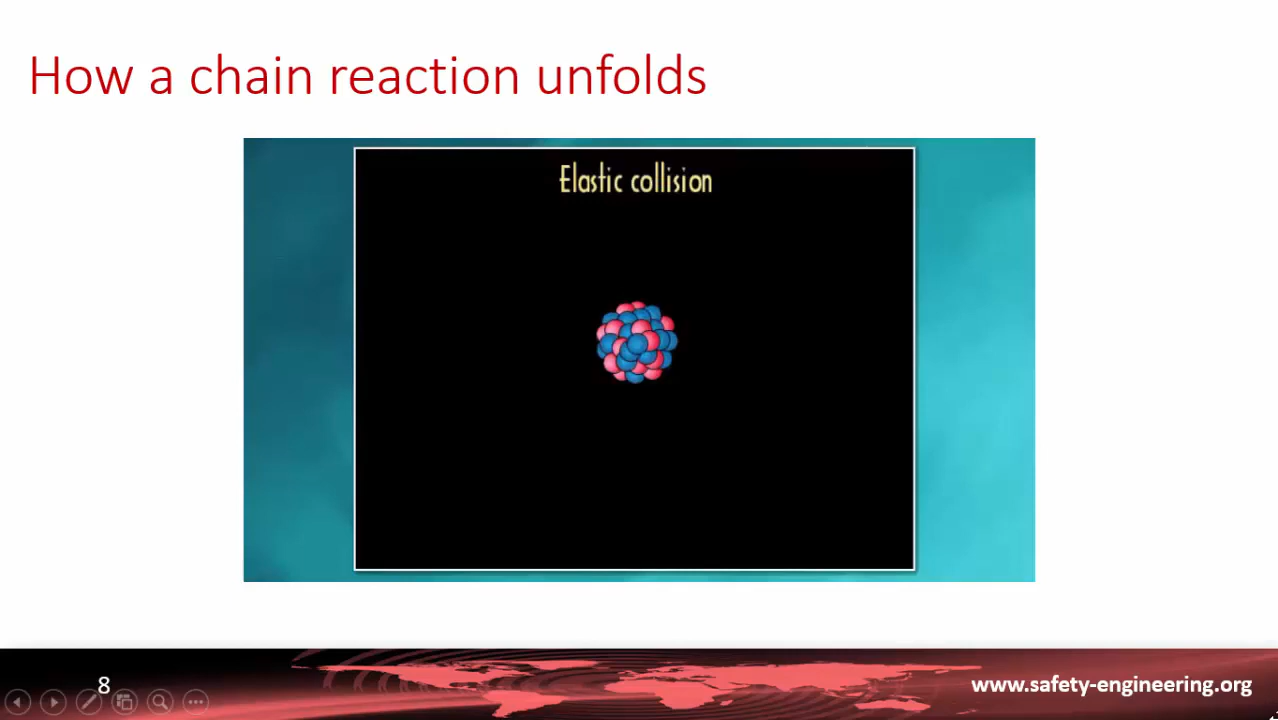 How a chain reaction unfolds
Elastic collision
8
www.safety-engineering.org